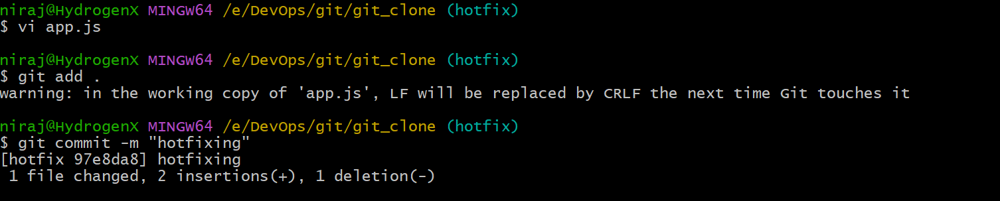 niraj@HydrogenX MINGW64 /e/DevOps/git/git_clone (hotfix)
$ vi app.js
niraj@HydrogenX MINGW64 /e/DevOps/git/git_clone (hotfix)
$ git add .
warning: in the working copy of 'app.js', LF will be replaced by CRLF the next time Git touches it
niraj@HydrogenX MINGW64 /e/DevOps/git/git_clone (hotfix)
$ git commit -m "hotfixing"
[hotfix 97e8da8] hotfixing
 1 file changed, 2 insertions(+), 1 deletion(-)